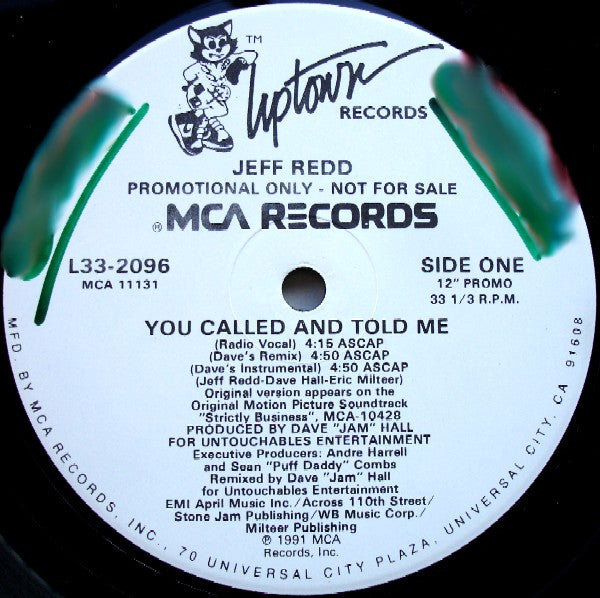 TM
Uptown
RECORDS
JEFF REDD
PROMOTIONAL ONLY - NOT FOR SALE
® MCA RECORDS
L33-2096
MCA 11131
SIDE ONE
12" PROMO
33 1/3 R.P.M.
YOU CALLED AND TOLD ME
(Radio Vocal) 4:15 ASCAP
(Dave's Remix) 4:50 ASCAP
(Dave's Instrumental) 4:50 ASCAP
(Jeff Redd-Dave Hall-Eric Milteer)
Original version appears on the
Original Motion Picture Soundtrack
"Strictly Business", MCA-10428
PRODUCED BY DAVE "JAM" HALL
FOR UNTOUCHABLES ENTERTAINMENT
Executive Producers: Andre Harrell
and Sean "Puff Daddy" Combs
Remixed by Dave "Jam" Hall
for Untouchables Entertainment
EMI April Music Inc./Across 110th Street/
Stone Jam Publishing/WB Music Corp./
Milteer Publishing
℗ © 1991 MCA
Records, Inc.
MFD. BY MCA RECORDS, INC., 70 UNIVERSAL CITY PLAZA, UNIVERSAL CITY, CA 91608